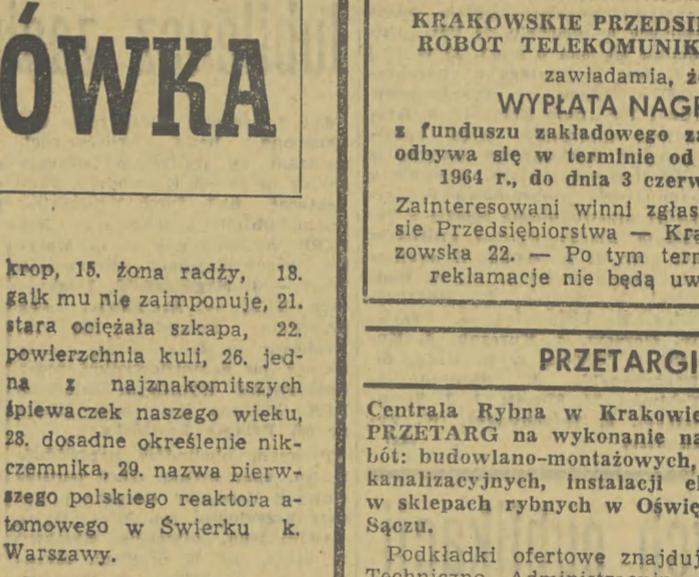 ÓWKA
krop, 15. żona radży, 18.
gaik mu nie zaimponuje, 21.
stara ociężała szkapa, 22.
powierzchnia kuli, 26. jed-
na z najznakomitszych
śpiewaczek naszego wieku,
28. dosadne określenie nik-
czemnika, 29. nazwa pierw-
szego polskiego reaktora a-
tomowego w Świerku k.
Warszawy.
KRAKOWSKIE PRZEDSI
ROBÓT TELEKOMUNIK
zawiadamia, ż
WYPŁATA NAGR
z funduszu zakładowego za
odbywa się w terminie od
1964 r., do dnia 3 czerw
Zainteresowani winni zgłas
sie Przedsiębiorstwa — Kra
zowska 22. — Po tym term
reklamacje nie będą uw
PRZETARGI
Centrala Rybna w Krakowie
PRZETARG na wykonanie na
bót: budowlano-montażowych,
kanalizacyjnych, instalacji el
w sklepach rybnych w Oświę
Sączu.
Podkładki ofertowe znajduj